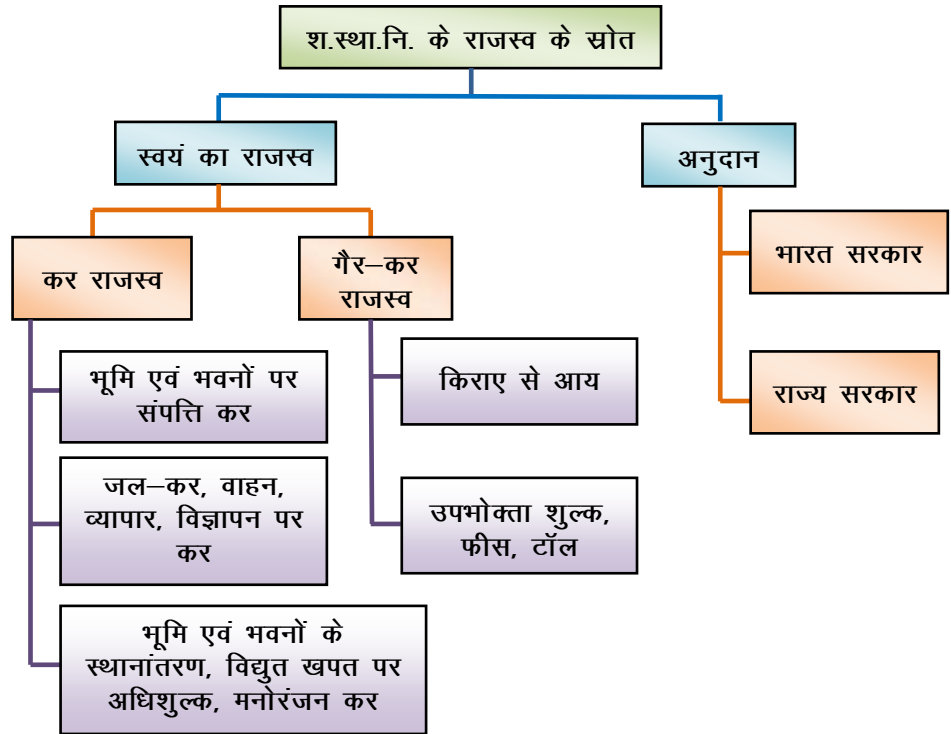 श.स्था.नि. के राजस्व के स्रोत
स्वयं का राजस्व
अनुदान
कर राजस्व
गैर–कर
राजस्व
भारत सरकार
राज्य सरकार
भूमि एवं भवनों पर
संपत्ति कर
किराए से आय
जल–कर, वाहन,
व्यापार, विज्ञापन पर
कर
उपभोक्ता शुल्क,
फीस, टॉल
भूमि एवं भवनों के
स्थानांतरण, विद्युत खपत पर
अधिशुल्क, मनोरंजन कर